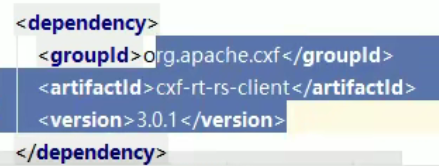 <dependency>
<groupId>org.apache.cxf</groupId>
<artifactId>cxf-rt-rs-client</artifactId>
<version>3.0.1</version>
</dependency>